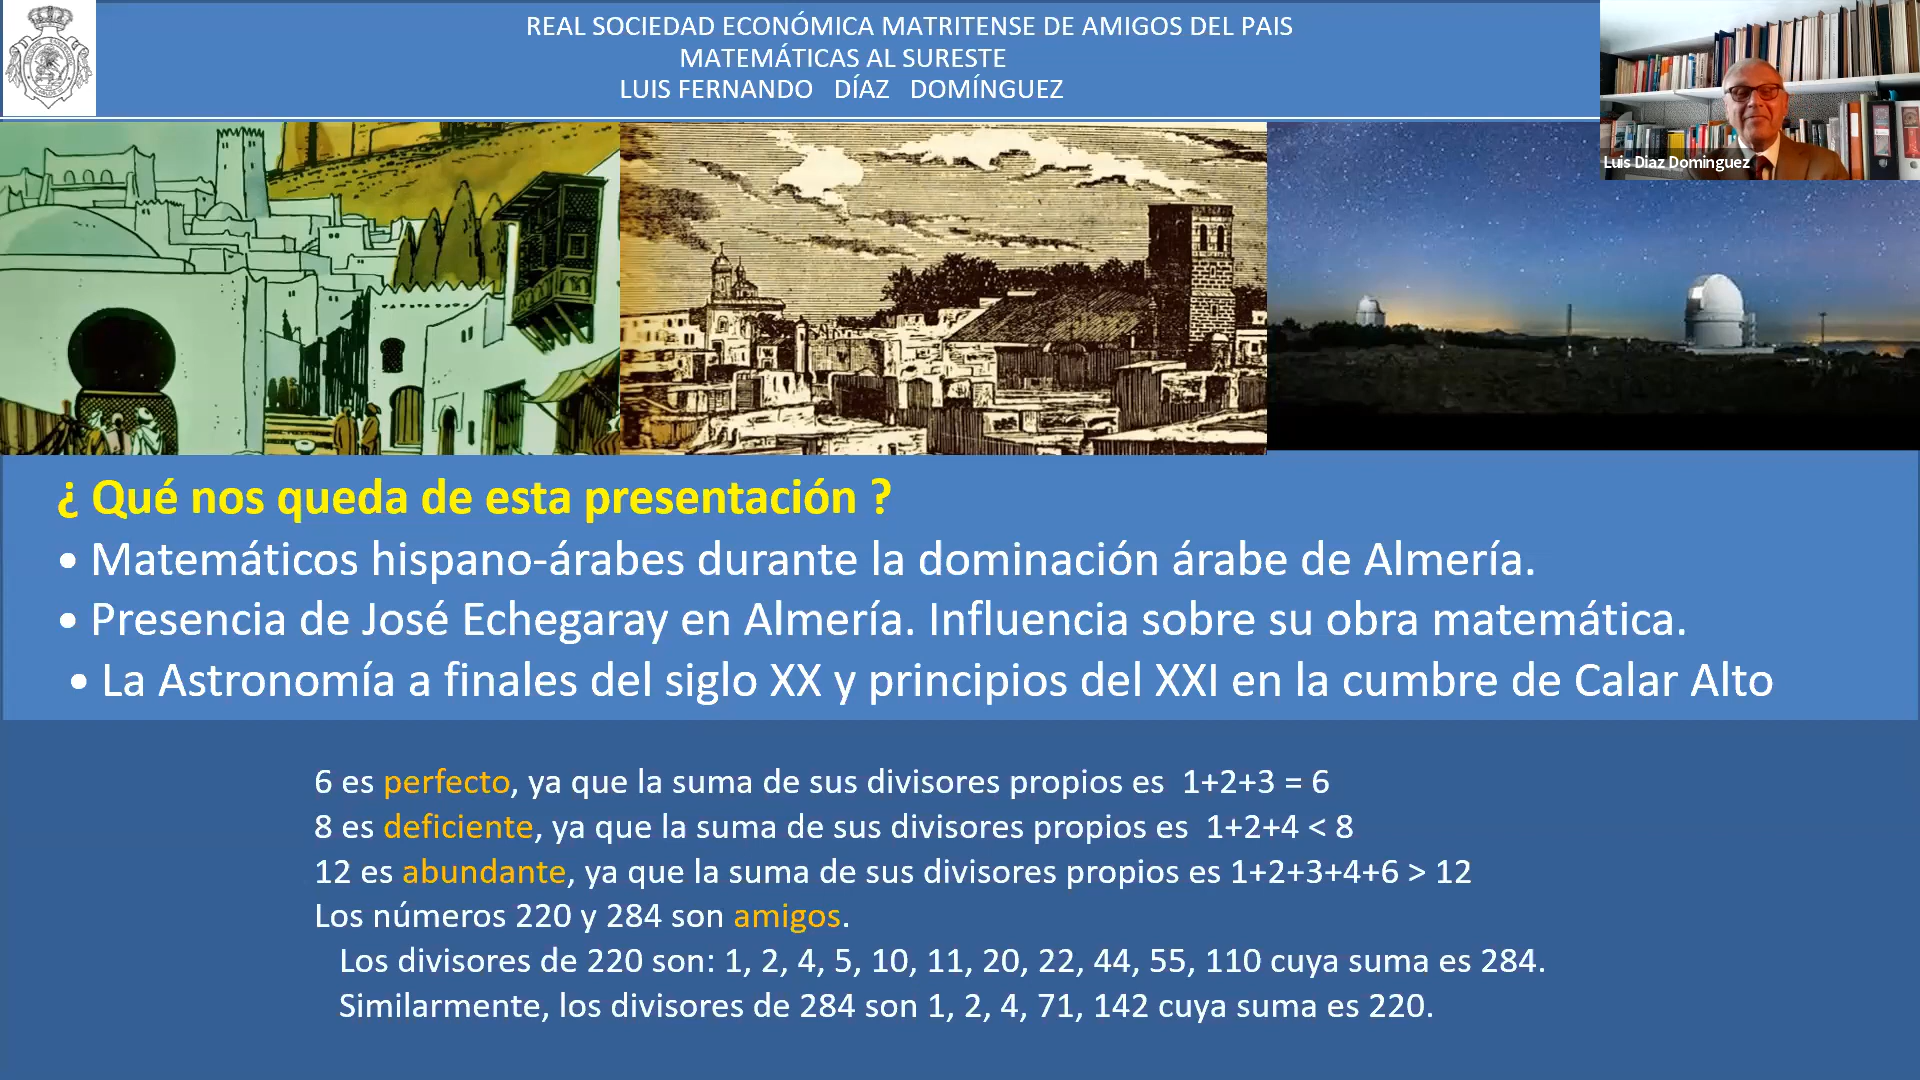 REAL SOCIEDAD ECONÓMICA MATRITENSE DE AMIGOS DEL PAIS
MATEMÁTICAS AL SURESTE
LUIS FERNANDO DÍAZ DOMÍNGUEZ
Luis Diaz Dominguez
¿ Qué nos queda de esta presentación ?
• Matemáticos hispano-árabes durante la dominación árabe de Almería.
• Presencia de José Echegaray en Almería. Influencia sobre su obra matemática.
• La Astronomía a finales del siglo XX y principios del XXI en la cumbre de Calar Alto
6 es perfecto, ya que la suma de sus divisores propios es 1+2+3 = 6
8 es deficiente, ya que la suma de sus divisores propios es 1+2+4 < 8
12 es abundante, ya que la suma de sus divisores propios es 1+2+3+4+6 > 12
Los números 220 y 284 son amigos.
Los divisores de 220 son: 1, 2, 4, 5, 10, 11, 20, 22, 44, 55, 110 cuya suma es 284.
Similarmente, los divisores de 284 son 1, 2, 4, 71, 142 cuya suma es 220.